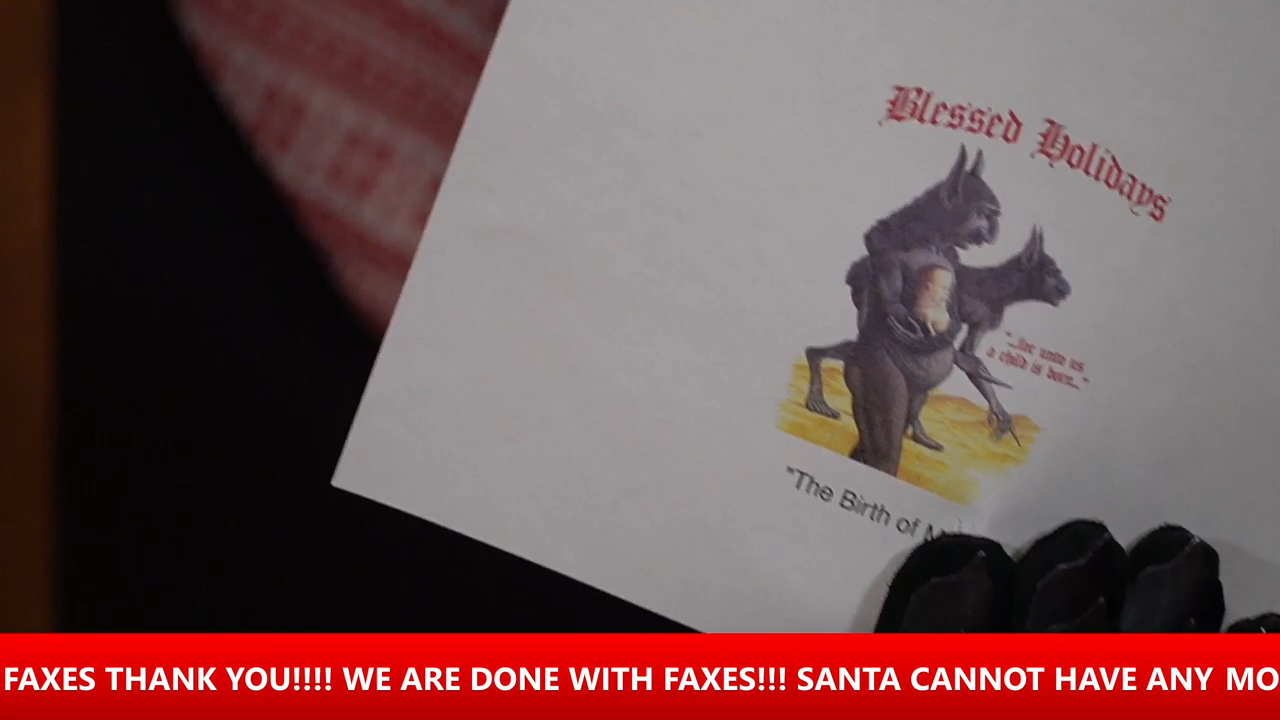 Blessed Holidays
"...for unto us
a child is born..."
"The Birth of
FAXES THANK YOU!!!! WE ARE DONE WITH FAXES!!! SANTA CANNOT HAVE ANY MO